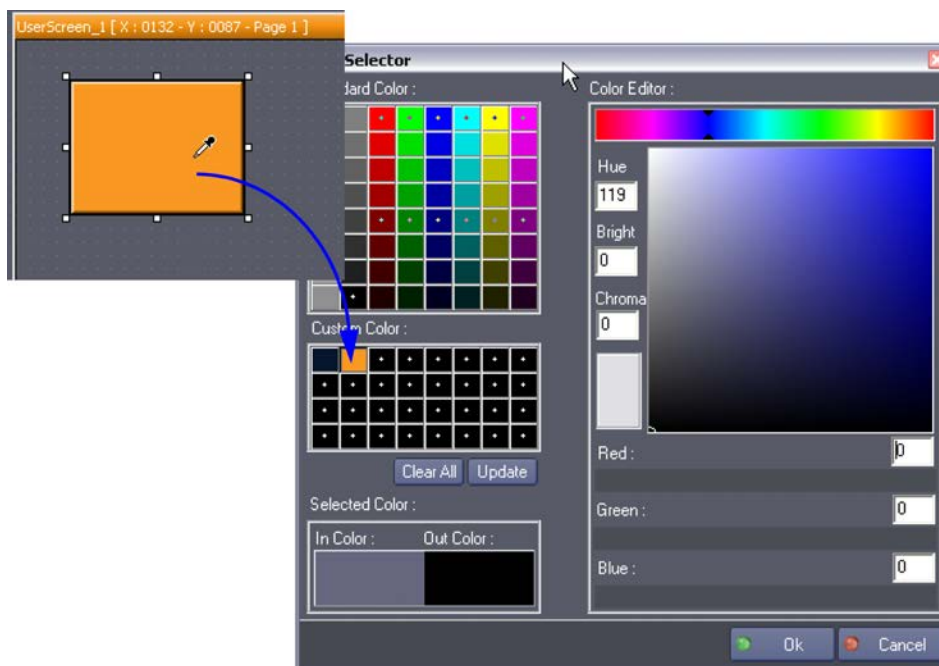 UserScreen_1 [ X : 0132 - Y : 0087 - Page 1 ]
Selector
dard Color :
Color Editor :
Hue
119
Bright
0
Chroma
0
Custom Color :
Clear All Update
Red : 0
Selected Color :
Green : 0
In Color : Out Color :
Blue : 0
Ok Cancel